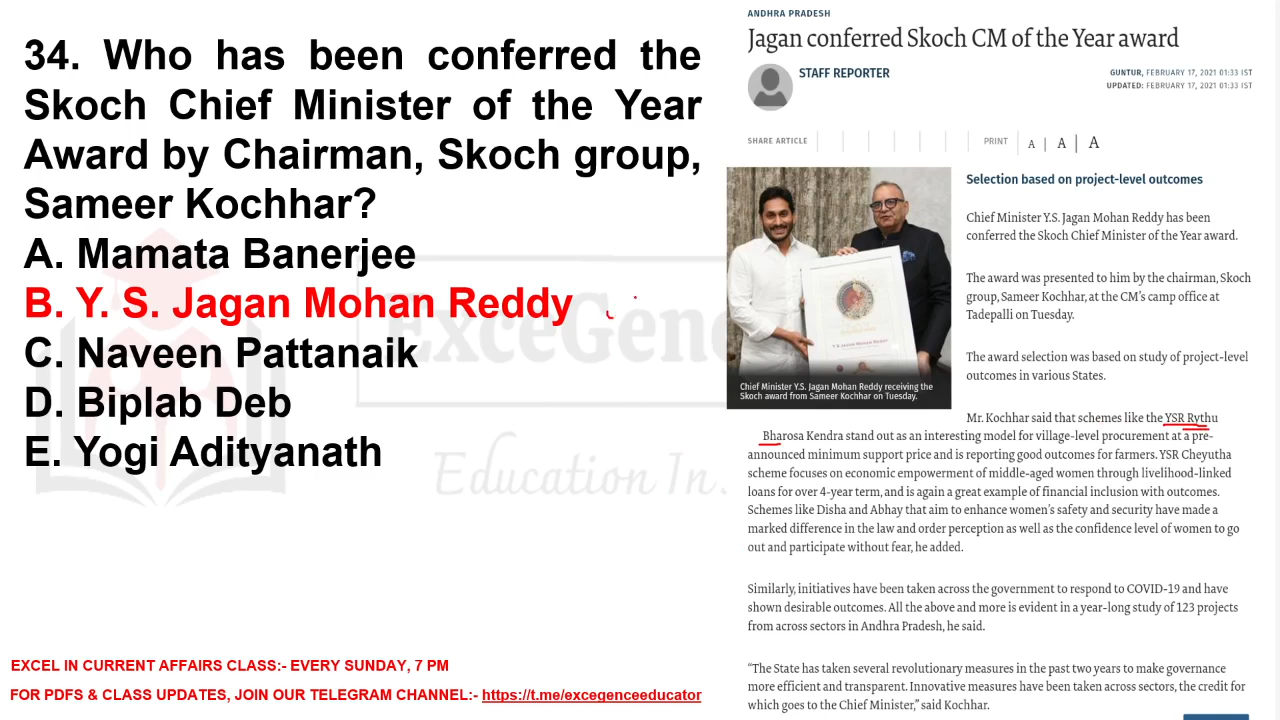 34. Who has been conferred the
Skoch Chief Minister of the Year
Award by Chairman, Skoch group,
Sameer Kochhar?
A. Mamata Banerjee
B. Y. S. Jagan Mohan Reddy
C. Naveen Pattanaik
D. Biplab Deb
E. Yogi Adityanath
ExceGene
Education In.
EXCEL IN CURRENT AFFAIRS CLASS:- EVERY SUNDAY, 7 PM
FOR PDFS & CLASS UPDATES, JOIN OUR TELEGRAM CHANNEL:- https://t.me/excegenceeducator
ANDHRA PRADESH
Jagan conferred Skoch CM of the Year award
STAFF REPORTER
GUNTUR, FEBRUARY 17, 2021 01:33 IST
UPDATED: FEBRUARY 17, 2021 01:33 IST
SHARE ARTICLE PRINT A | A | A
Selection based on project-level outcomes
Chief Minister Y.S. Jagan Mohan Reddy has been
conferred the Skoch Chief Minister of the Year award.
The award was presented to him by the chairman, Skoch
group, Sameer Kochhar, at the CM's camp office at
Tadepalli on Tuesday.
The award selection was based on study of project-level
outcomes in various States.
Y S JAGAN MOHAN REDDY
Chief Minister Y.S. Jagan Mohan Reddy receiving the
Skoch award from Sameer Kochhar on Tuesday.
Mr. Kochhar said that schemes like the YSR Rythu
Bharosa Kendra stand out as an interesting model for village-level procurement at a pre-
announced minimum support price and is reporting good outcomes for farmers. YSR Cheyutha
scheme focuses on economic empowerment of middle-aged women through livelihood-linked
loans for over 4-year term, and is again a great example of financial inclusion with outcomes.
Schemes like Disha and Abhay that aim to enhance women's safety and security have made a
marked difference in the law and order perception as well as the confidence level of women to go
out and participate without fear, he added.
Similarly, initiatives have been taken across the government to respond to COVID-19 and have
shown desirable outcomes. All the above and more is evident in a year-long study of 123 projects
from across sectors in Andhra Pradesh, he said.
“The State has taken several revolutionary measures in the past two years to make governance
more efficient and transparent. Innovative measures have been taken across sectors, the credit for
which goes to the Chief Minister,” said Kochhar.